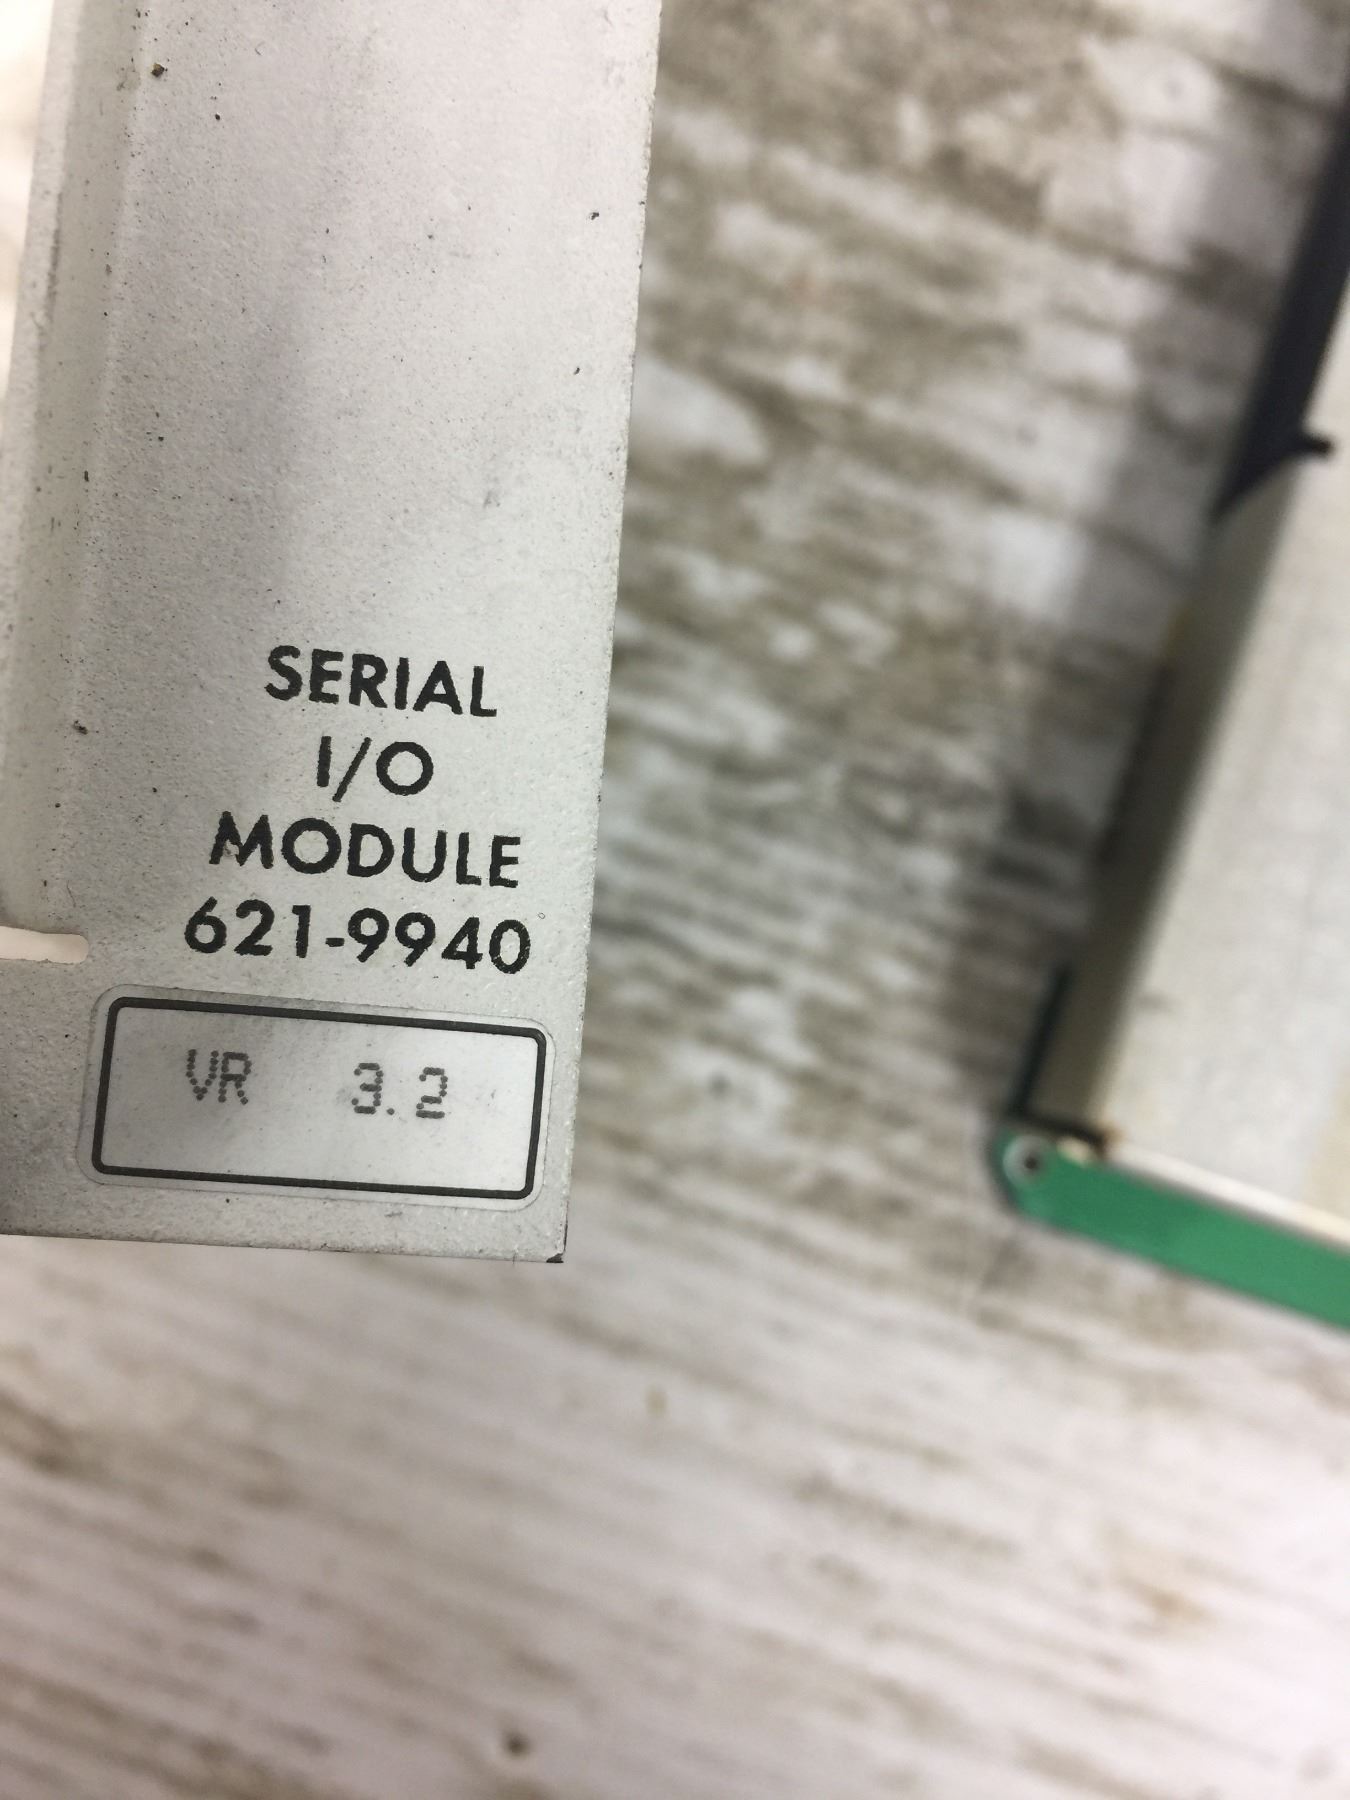 SERIAL
I/O
MODULE
621-9940
VR 3.2